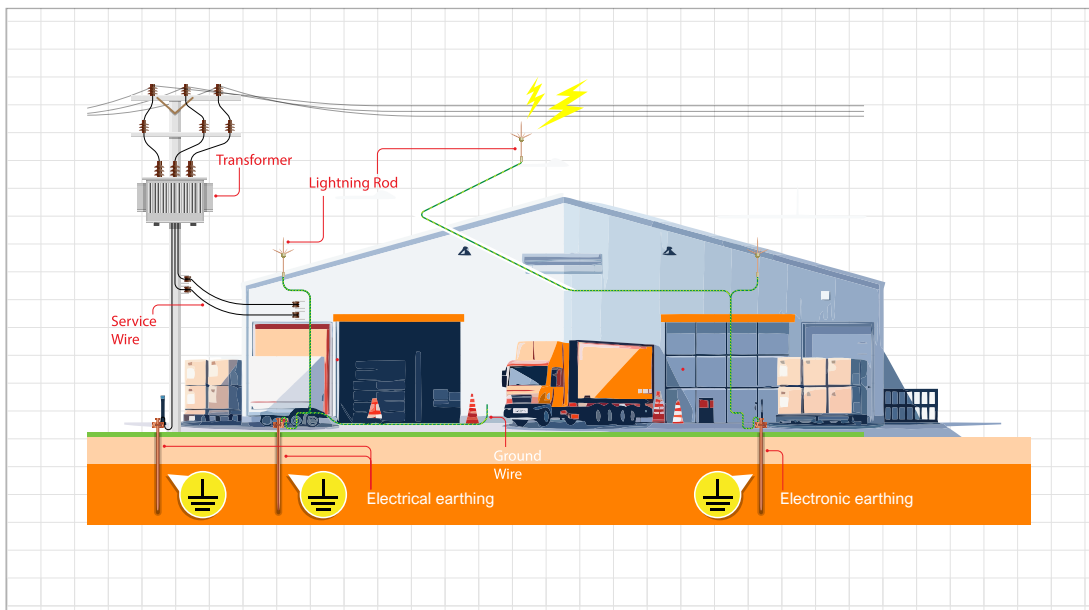 Transformer
Lightning Rod
Service
Wire
Ground
Wire
Electrical earthing
Electronic earthing